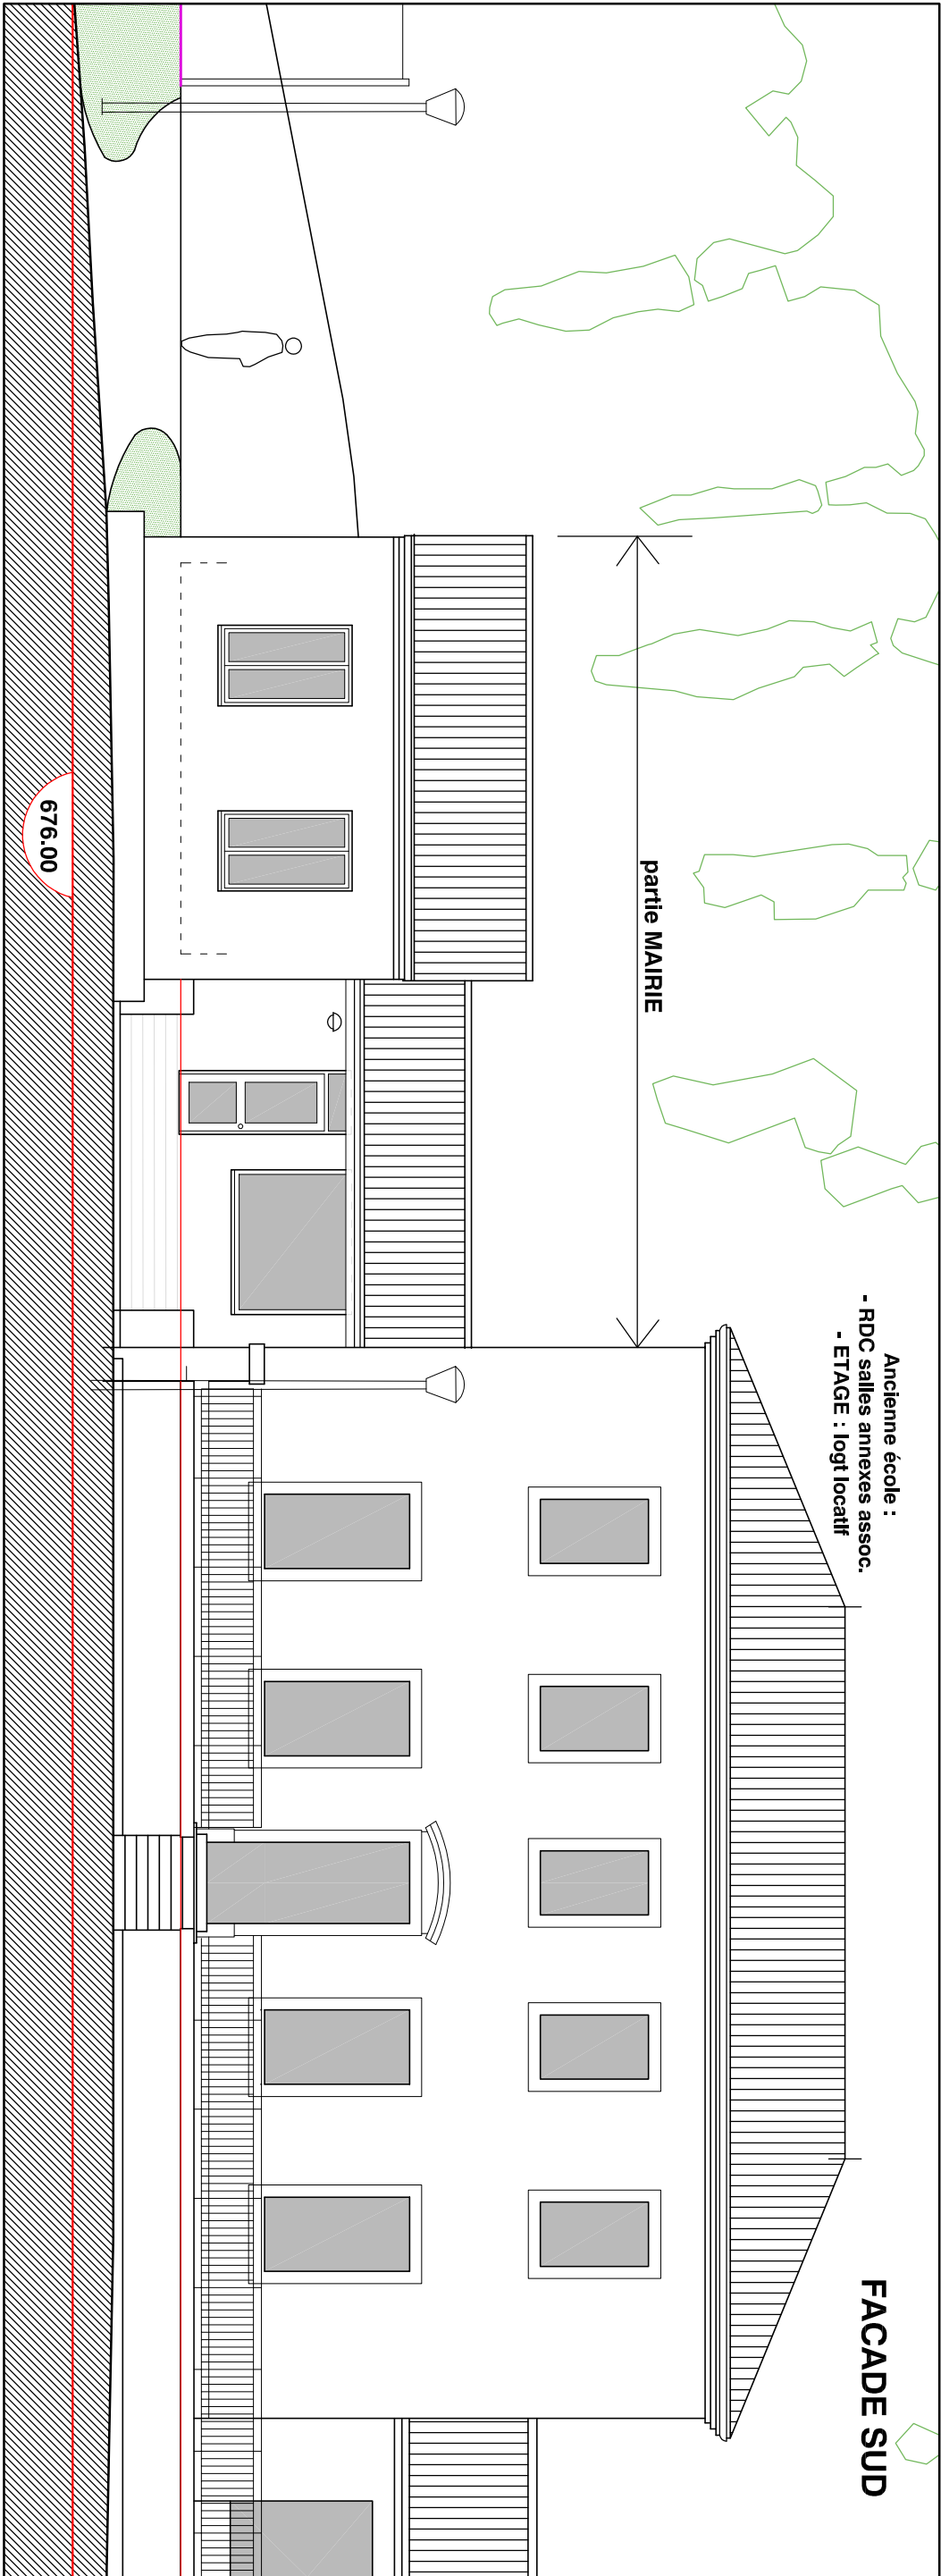 FACADE SUD
Ancienne école :
- RDC salles annexes assoc.
- ETAGE : logt locatif
partie MAIRIE
676.00